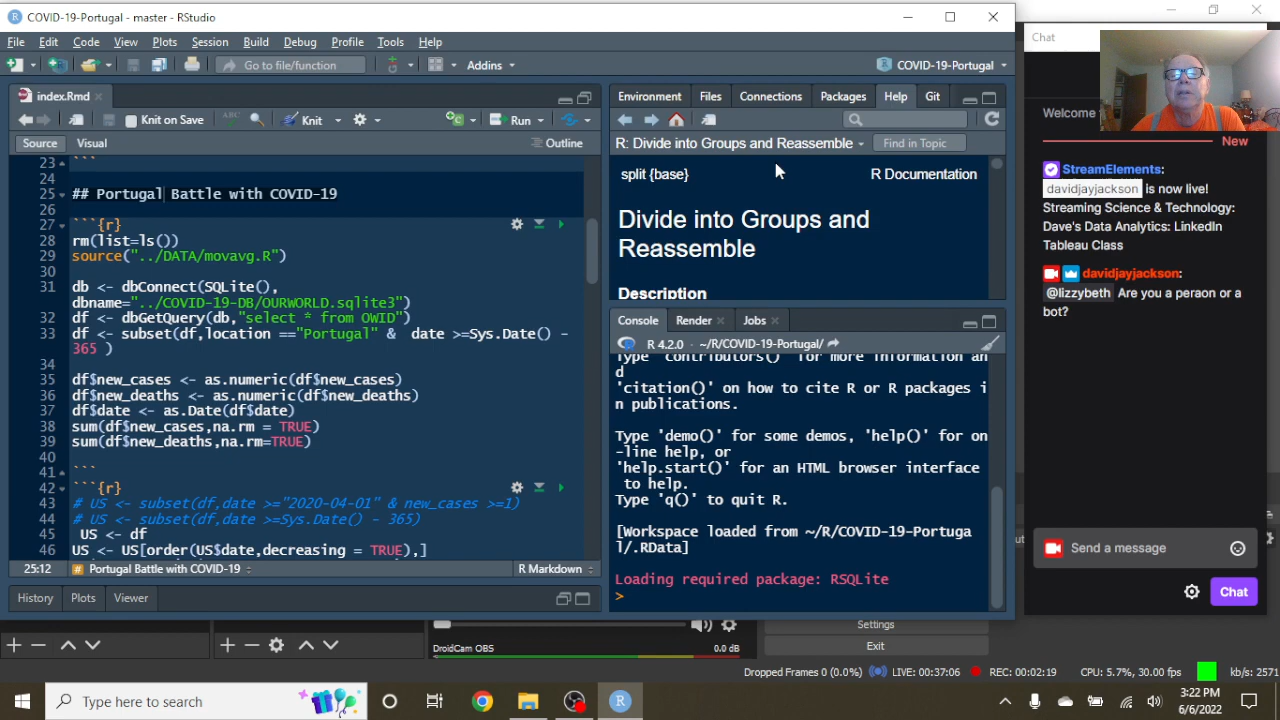 COVID-19-Portugal - master - RStudio
File Edit Code View Plots Session Build Debug Profile Tools Help
Go to file/function Addins COVID-19-Portugal
index.Rmd
Knit on Save ABC Knit Run
Source Visual Outline
23 ```
24
25 ## Portugal Battle with COVID-19
26
27 ```{r}
28 rm(list=ls())
29 source("../DATA/movavg.R")
30
31 db <- dbConnect(SQLite(),
dbname="../COVID-19-DB/OURWORLD.sqlite3")
32 df <- dbGetQuery(db,"select * from OWID")
33 df <- subset(df,location =="Portugal" & date >=Sys.Date() -
365 )
34
35 df$new_cases <- as.numeric(df$new_cases)
36 df$new_deaths <- as.numeric(df$new_deaths)
37 df$date <- as.Date(df$date)
38 sum(df$new_cases,na.rm = TRUE)
39 sum(df$new_deaths,na.rm=TRUE)
40
41 ```
42 ```{r}
43 # US <- subset(df,date >="2020-04-01" & new_cases >=1)
44 # US <- subset(df,date >=Sys.Date() - 365)
45 US <- df
46 US <- US[order(US$date,decreasing = TRUE),]
25:12 # Portugal Battle with COVID-19 R Markdown
History Plots Viewer
Environment Files Connections Packages Help Git
R: Divide into Groups and Reassemble Find in Topic
split {base} R Documentation
Divide into Groups and
Reassemble
Description
Console Render Jobs
R 4.2.0 · ~/R/COVID-19-Portugal/
Type 'contributors()' for more information an
d
'citation()' on how to cite R or R packages i
n publications.
Type 'demo()' for some demos, 'help()' for on
-line help, or
'help.start()' for an HTML browser interface
to help.
Type 'q()' to quit R.
[Workspace loaded from ~/R/COVID-19-Portuga
l/.RData]
Loading required package: RSQLite
>
Chat
Welcome
New
StreamElements:
davidjayjackson is now live!
Streaming Science & Technology:
Dave's Data Analytics: LinkedIn
Tableau Class
davidjayjackson:
@lizzybeth Are you a peraon or a
bot?
Send a message
Chat
DroidCam OBS 0.0 dB
Settings
Exit
Dropped Frames 0 (0.0%) LIVE: 00:37:06 REC: 00:02:19 CPU: 5.7%, 30.00 fps kb/s: 2571
Type here to search
3:22 PM
6/6/2022